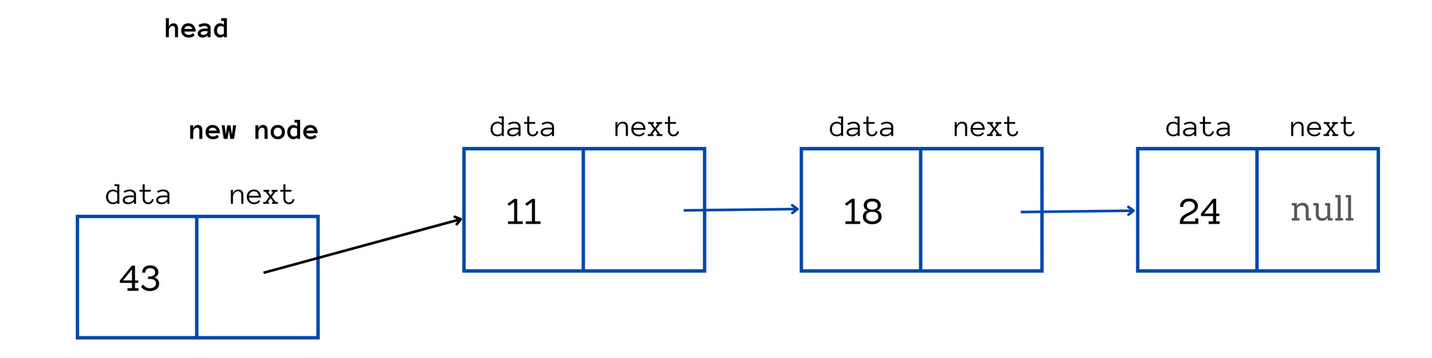 head
new node
data next data next data next data next
43 11 18 24 null